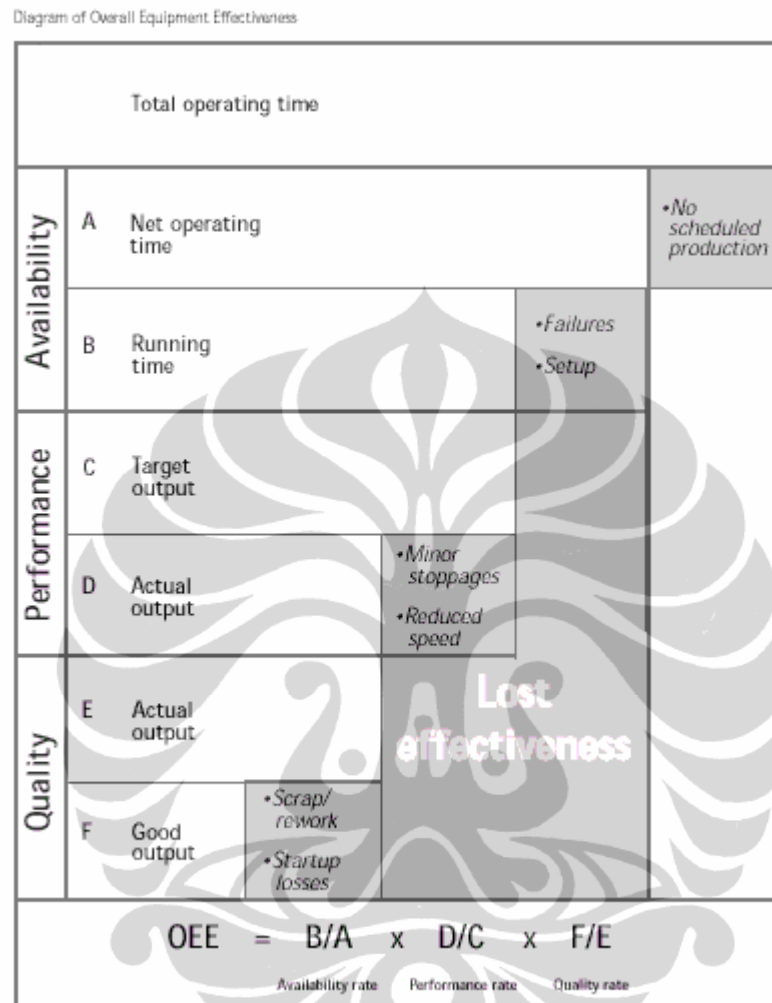 Diagram of Overall Equipment Effectiveness
Total operating time
Availability
A
Net operating
time
•No
scheduled
production
B
Running
time
•Failures
•Setup
Performance
C
Target
output
D
Actual
output
•Minor
stoppages
•Reduced
speed
Quality
E
Actual
output
Lost
effectiveness
F
Good
output
•Scrap/
rework
•Startup
losses
OEE = B/A x D/C x F/E
Availability rate Performance rate Quality rate